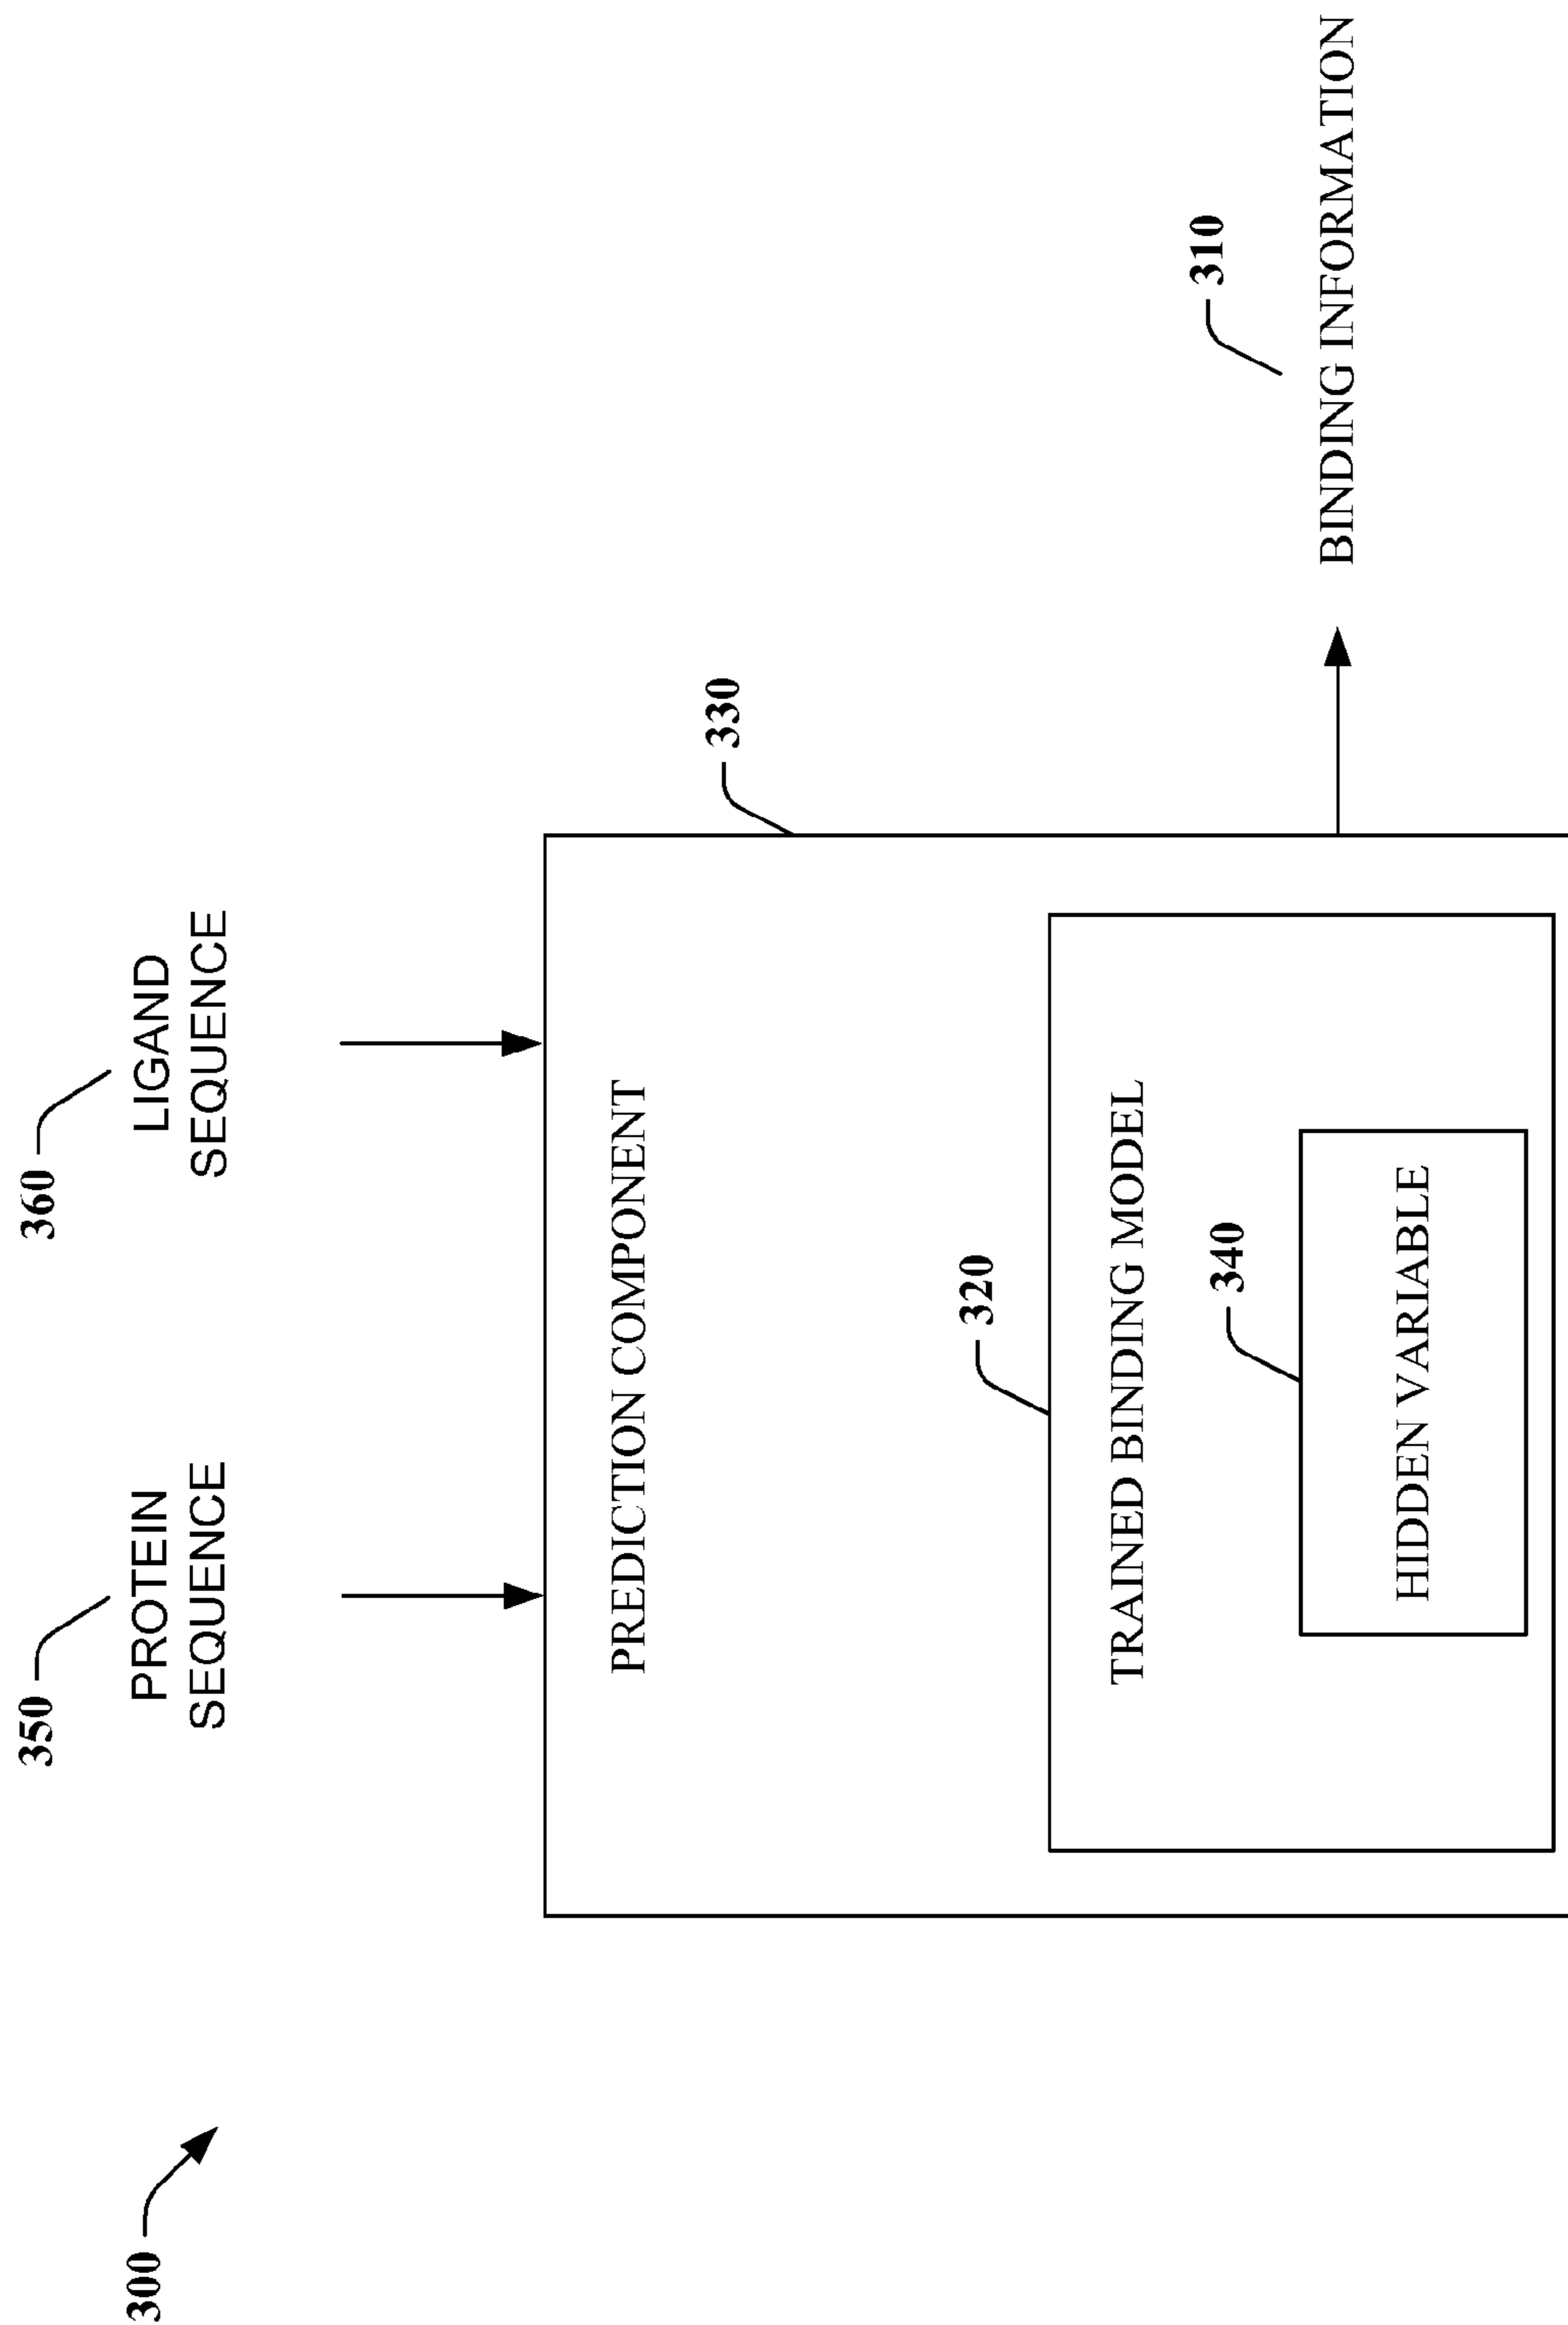 300
350
PROTEIN
SEQUENCE
360
LIGAND
SEQUENCE
PREDICTION COMPONENT
330
320
TRAINED BINDING MODEL
340
HIDDEN VARIABLE
310
BINDING INFORMATION